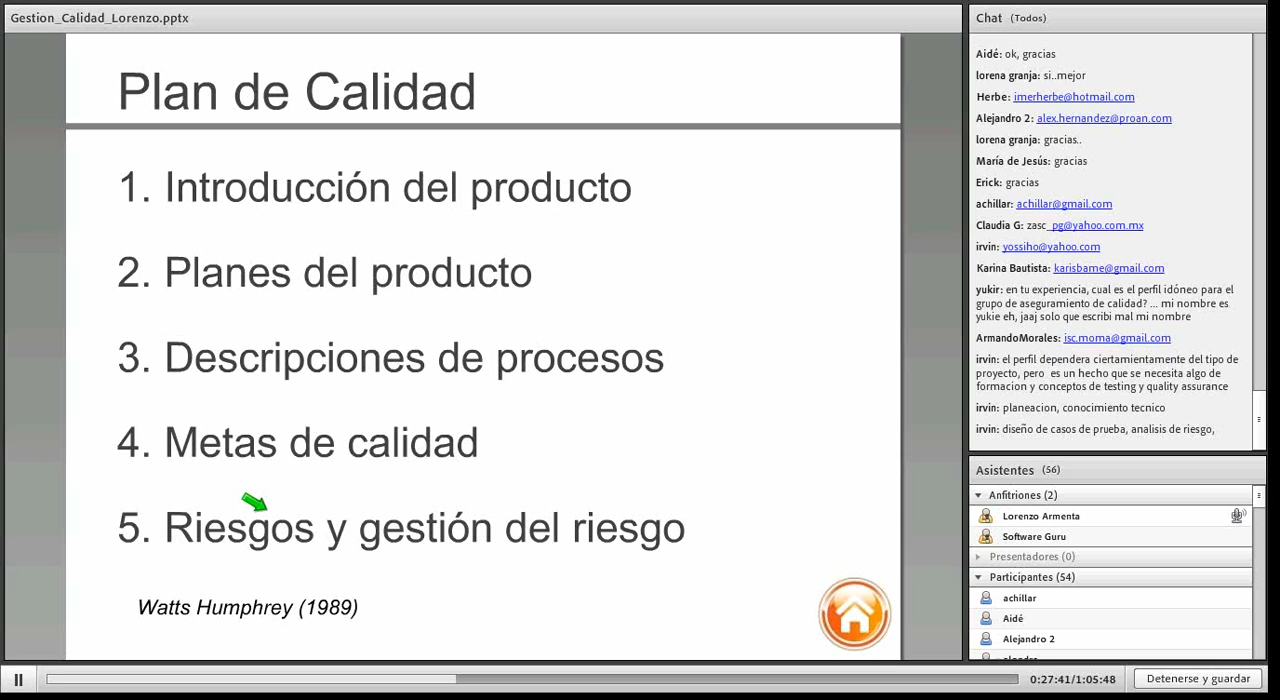 Gestion_Calidad_Lorenzo.pptx
Plan de Calidad
1. Introducción del producto
2. Planes del producto
3. Descripciones de procesos
4. Metas de calidad
5. Riesgos y gestión del riesgo
Watts Humphrey (1989)
Chat (Todos)
Aidé: ok, gracias
lorena granja: si..mejor
Herbe: imerherbe@hotmail.com
Alejandro 2: alex.hernandez@proan.com
lorena granja: gracias..
María de Jesús: gracias
Erick: gracias
achillar: achillar@gmail.com
Claudia G: zasc_pg@yahoo.com.mx
irvin: yossiho@yahoo.com
Karina Bautista: karisbame@gmail.com
yukir: en tu experiencia, cual es el perfil idóneo para el
grupo de aseguramiento de calidad? ... mi nombre es
yukie eh, jaaj solo que escribi mal mi nombre
ArmandoMorales: isc.moma@gmail.com
irvin: el perfil dependera ciertamientamente del tipo de
proyecto, pero es un hecho que se necesita algo de
formacion y conceptos de testing y quality assurance
irvin: planeacion, conocimiento tecnico
irvin: diseño de casos de prueba, analisis de riesgo,
Asistentes (56)
Anfitriones (2)
Lorenzo Armenta
Software Guru
Presentadores (0)
Participantes (54)
achillar
Aidé
Alejandro 2
0:27:41/1:05:48
Detenerse y guardar